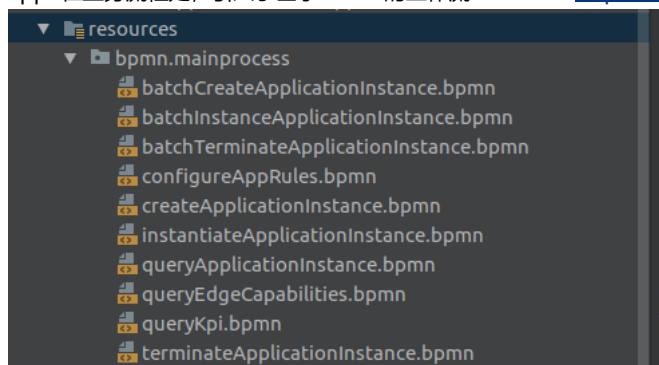 resources
bpmn.mainprocess
batchCreateApplicationInstance.bpmn
batchInstanceApplicationInstance.bpmn
batchTerminateApplicationInstance.bpmn
configureAppRules.bpmn
createApplicationInstance.bpmn
instantiateApplicationInstance.bpmn
queryApplicationInstance.bpmn
queryEdgeCapabilities.bpmn
queryKpi.bpmn
terminateApplicationInstance.bpmn